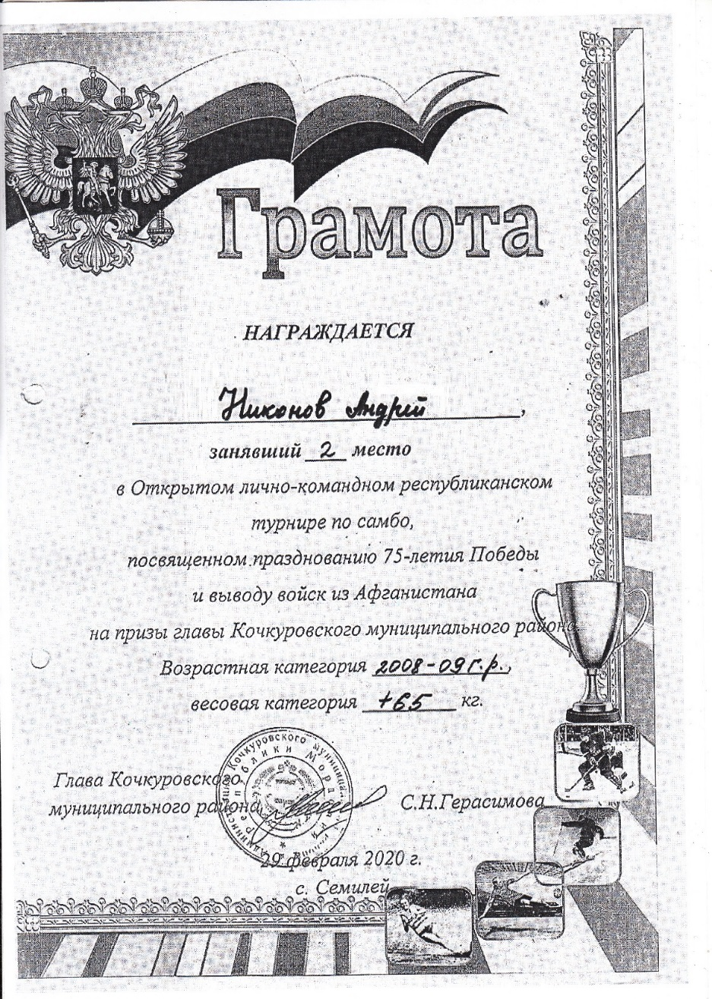 Грамота
НАГРАЖДАЕТСЯ
Никонов Андрей,
занявший 2 место
в Открытом лично-командном республиканском
турнире по самбо,
посвященном празднованию 75-летия Победы
и выводу войск из Афганистана
на призы главы Кочкуровского муниципального района.
Возрастная категория 2008-09 г.р.,
весовая категория +65 кг.
Глава Кочкуровского
муниципального района С.Н.Герасимова
29 февраля 2020 г.
с. Семилей